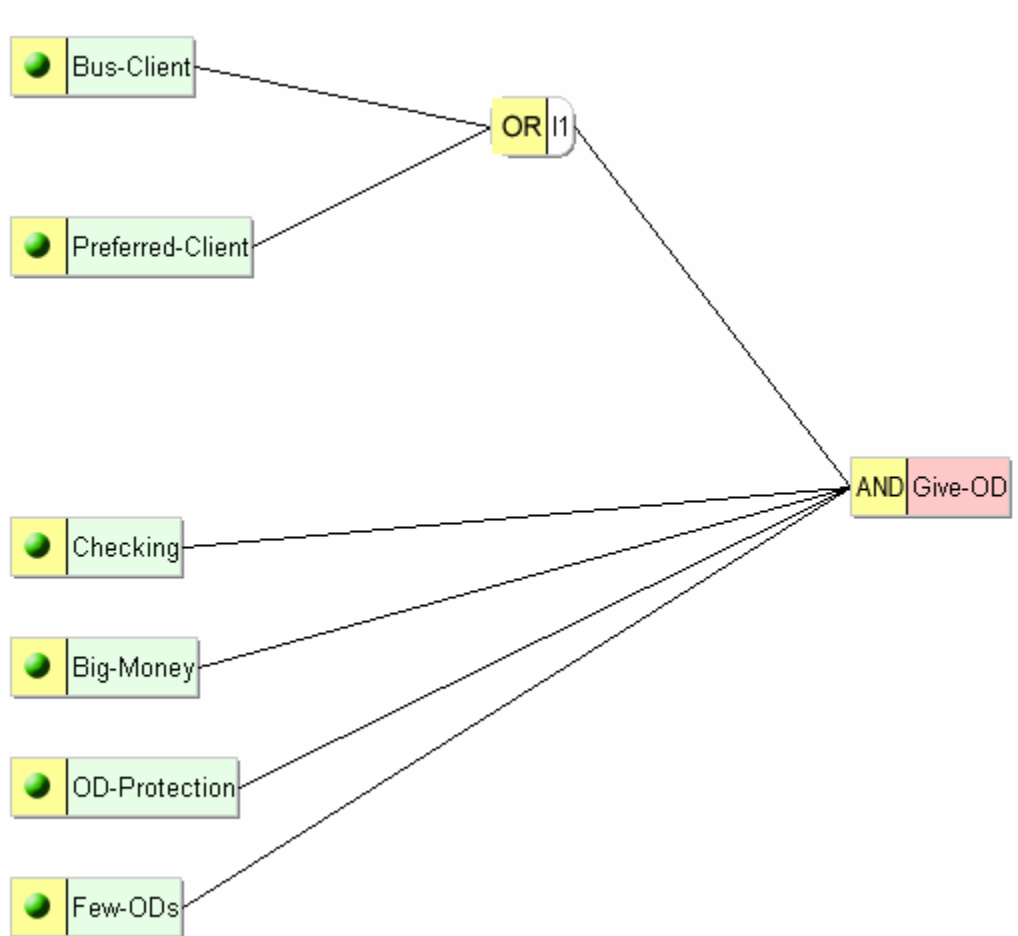 Bus-Client
OR I1
Preferred-Client
AND Give-OD
Checking
Big-Money
OD-Protection
Few-ODs